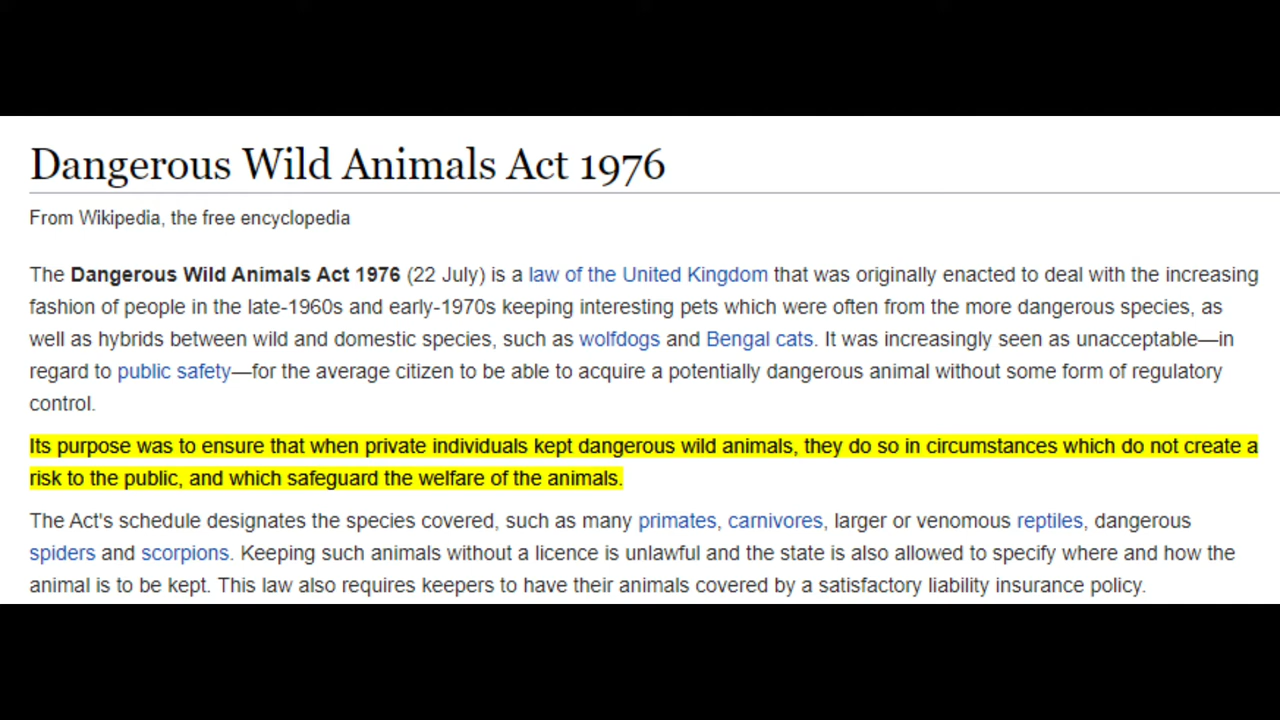 Dangerous Wild Animals Act 1976
From Wikipedia, the free encyclopedia
The Dangerous Wild Animals Act 1976 (22 July) is a law of the United Kingdom that was originally enacted to deal with the increasing
fashion of people in the late-1960s and early-1970s keeping interesting pets which were often from the more dangerous species, as
well as hybrids between wild and domestic species, such as wolfdogs and Bengal cats. It was increasingly seen as unacceptable—in
regard to public safety—for the average citizen to be able to acquire a potentially dangerous animal without some form of regulatory
control.
Its purpose was to ensure that when private individuals kept dangerous wild animals, they do so in circumstances which do not create a
risk to the public, and which safeguard the welfare of the animals.
The Act's schedule designates the species covered, such as many primates, carnivores, larger or venomous reptiles, dangerous
spiders and scorpions. Keeping such animals without a licence is unlawful and the state is also allowed to specify where and how the
animal is to be kept. This law also requires keepers to have their animals covered by a satisfactory liability insurance policy.